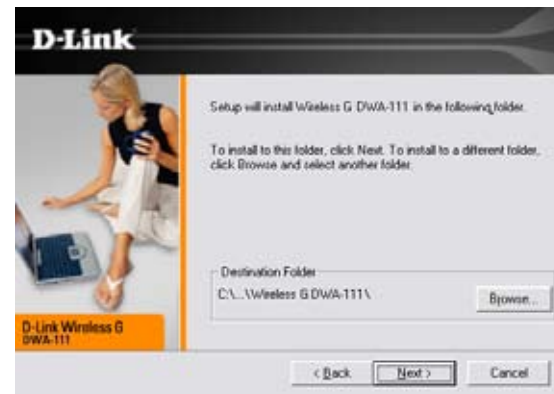 D-Link
Setup will install Wireless G DWA-111 in the following folder.
To install to this folder, click Next. To install to a different folder,
click Browse and select another folder.
Destination Folder
C:\...\Wireless G DWA-111\
Browse...
D-Link Wireless G
DWA-111
< Back
Next >
Cancel